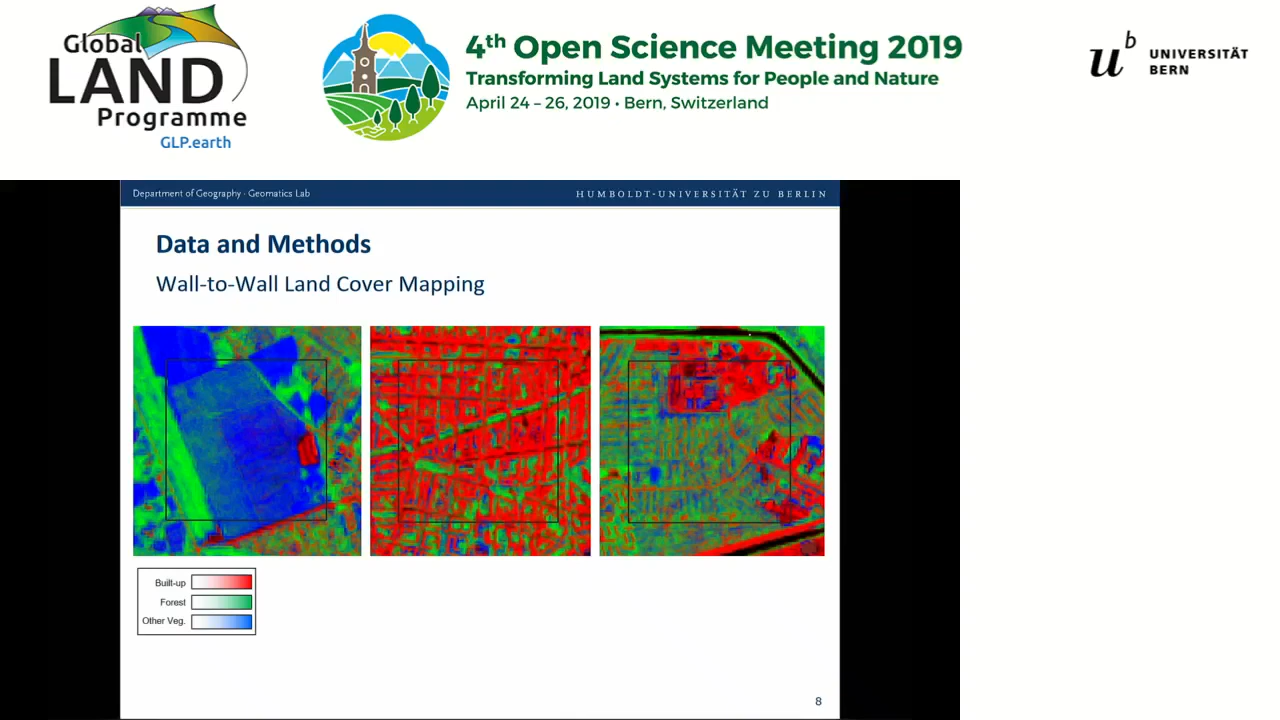 Global
LAND
Programme
GLP.earth
4th Open Science Meeting 2019
Transforming Land Systems for People and Nature
April 24 – 26, 2019 • Bern, Switzerland
u b
UNIVERSITÄT
BERN
Department of Geography · Geomatics Lab
HUMBOLDT-UNIVERSITÄT ZU BERLIN
Data and Methods
Wall-to-Wall Land Cover Mapping
Built-up
Forest
Other Veg.
8